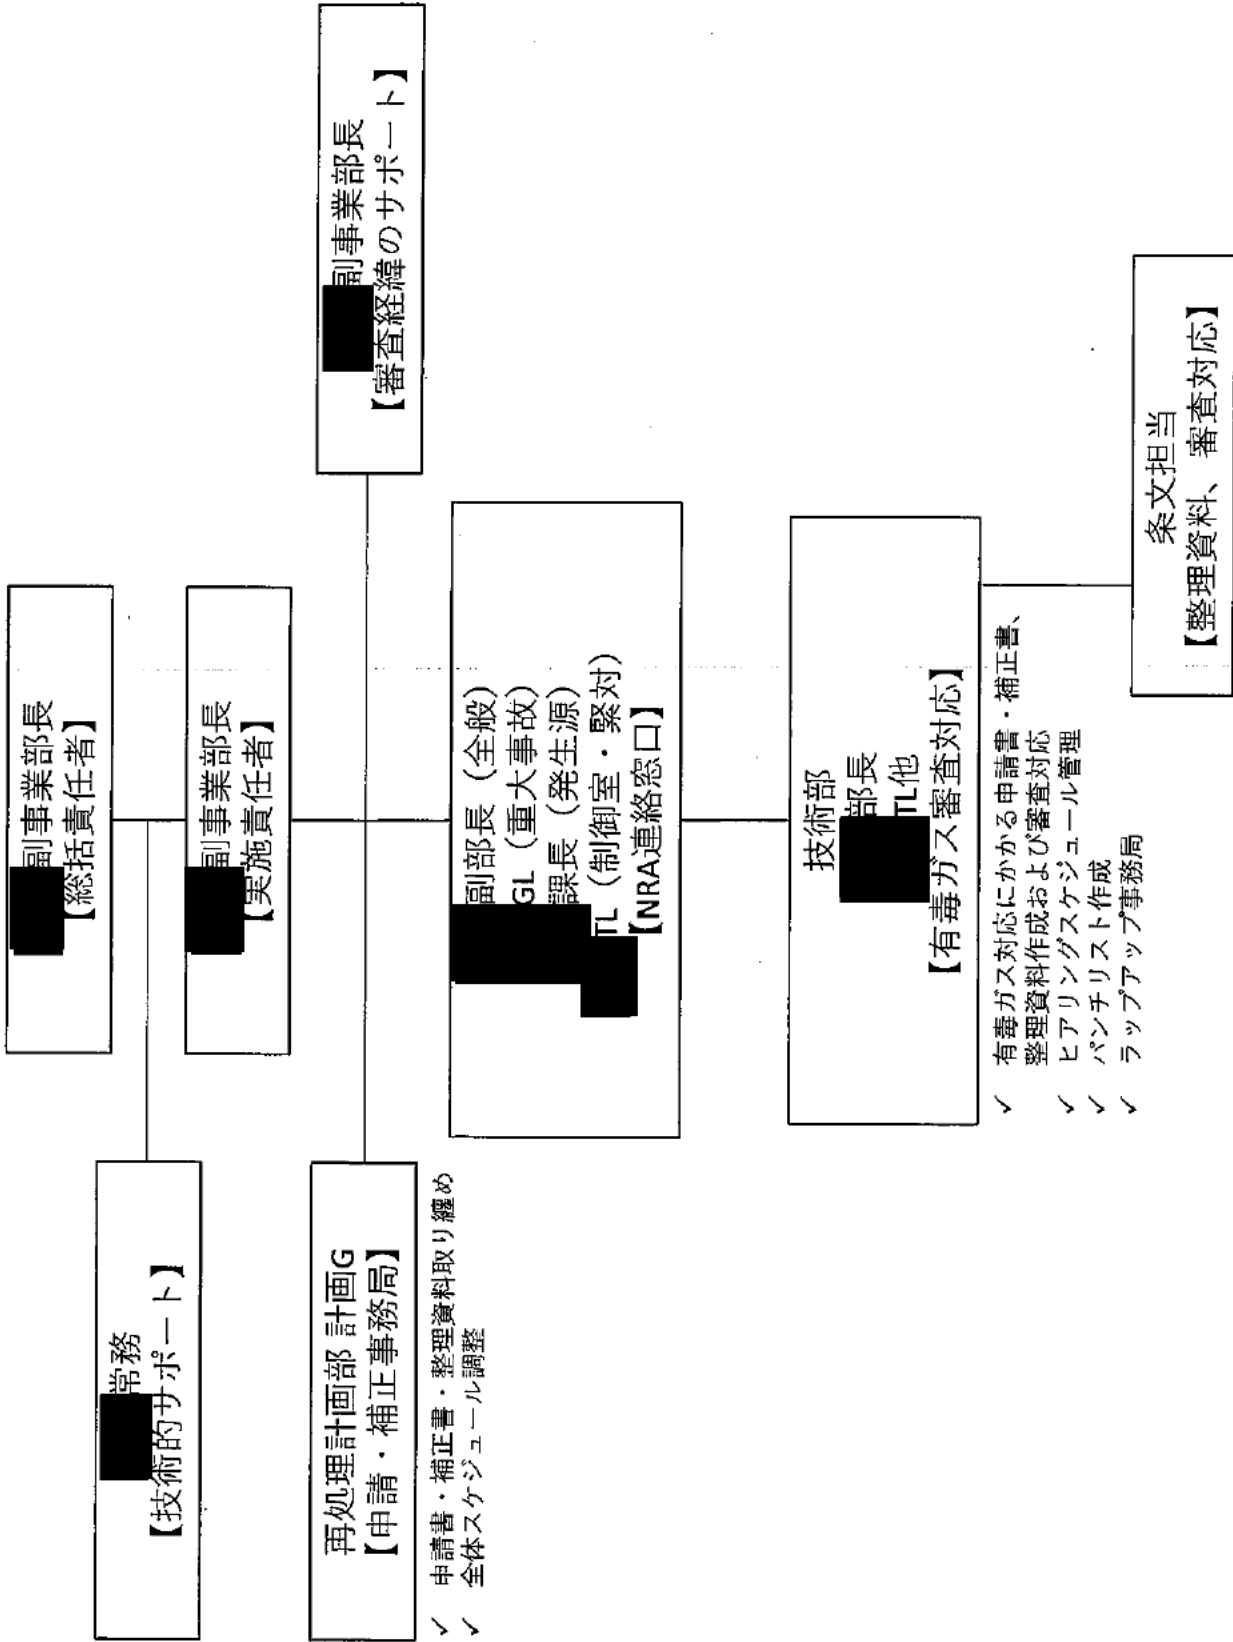 副事業部長
【総括責任者】
常務
【技術的サポート】
副事業部長
【実施責任者】
再処理計画部 計画G
【申請・補正事務局】
✓ 申請書・補正書・整理資料取り纏め
✓ 全体スケジュール調整
副事業部長
【審査経緯のサポート】
副部長（全般）
GL（重大事故）
課長（発生源）
TL（制御室・緊対）
【NRA連絡窓口】
技術部
部長
TL他
【有毒ガス審査対応】
✓ 有毒ガス対応にかかる申請書・補正書、
整理資料作成および審査対応
✓ ヒアリングスケジュール管理
✓ パンチリスト作成
✓ ラップアップ事務局
条文担当
【整理資料、審査対応】